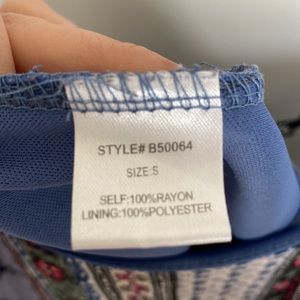 STYLE# B50064
SIZE:S
SELF:100%RAYON
LINING:100%POLYESTER